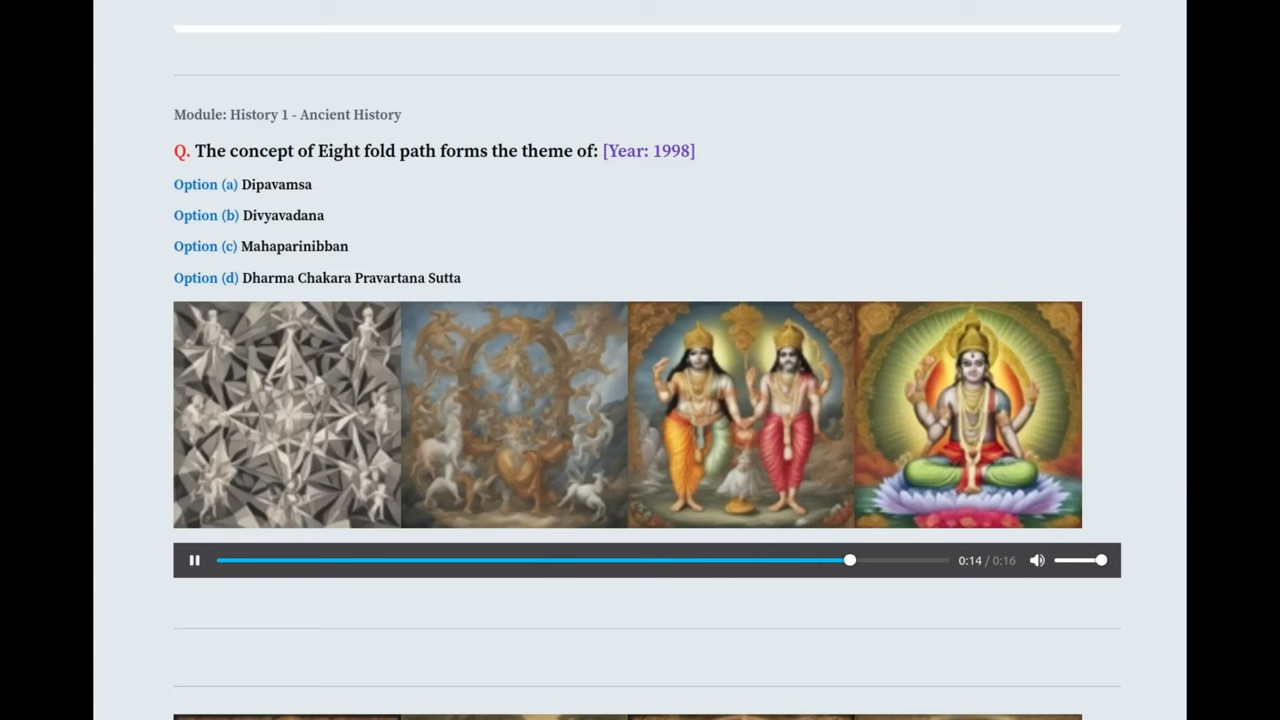 Module: History 1 - Ancient History
Q. The concept of Eight fold path forms the theme of: [Year: 1998]
Option (a) Dipavamsa
Option (b) Divyavadana
Option (c) Mahaparinibban
Option (d) Dharma Chakara Pravartana Sutta
0:14 / 0:16